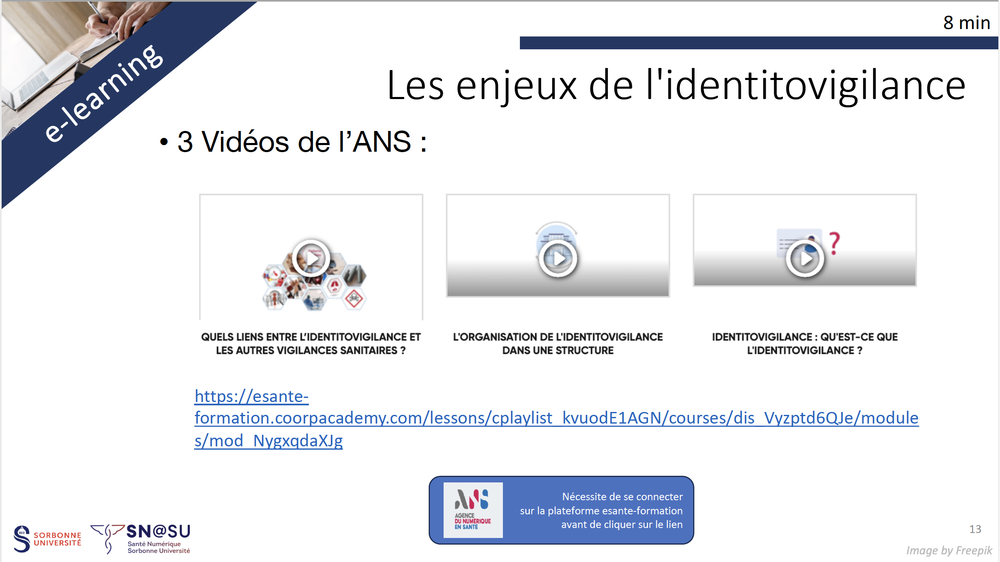 8 min
e-learning
Les enjeux de l'identitovigilance
• 3 Vidéos de l’ANS :
QUELS LIENS ENTRE L’IDENTITOVIGILANCE ET
LES AUTRES VIGILANCES SANITAIRES ?
L'ORGANISATION DE L'IDENTITOVIGILANCE
DANS UNE STRUCTURE
?
IDENTITOVIGILANCE : QU'EST-CE QUE
L'IDENTITOVIGILANCE ?
https://esante-
formation.coorpacademy.com/lessons/cplaylist_kvuodE1AGN/courses/dis_Vyzptd6QJe/module
s/mod_NygxqdaXJg
ANS
AGENCE
DU NUMÉRIQUE
EN SANTÉ
Nécessite de se connecter
sur la plateforme esante-formation
avant de cliquer sur le lien
SORBONNE
UNIVERSITÉ
SN@SU
Santé Numérique
Sorbonne Université
13
Image by Freepik